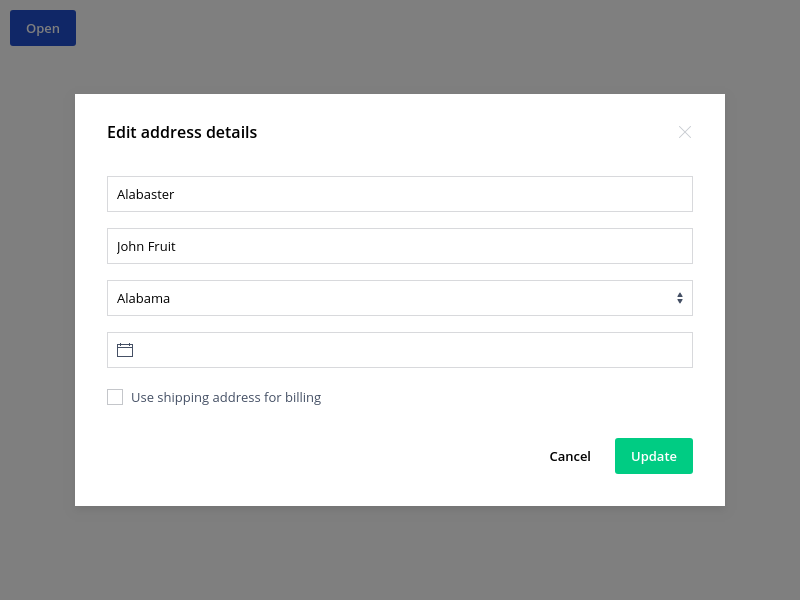 Open
Edit address details
Alabaster
John Fruit
Alabama
Use shipping address for billing
Cancel
Update